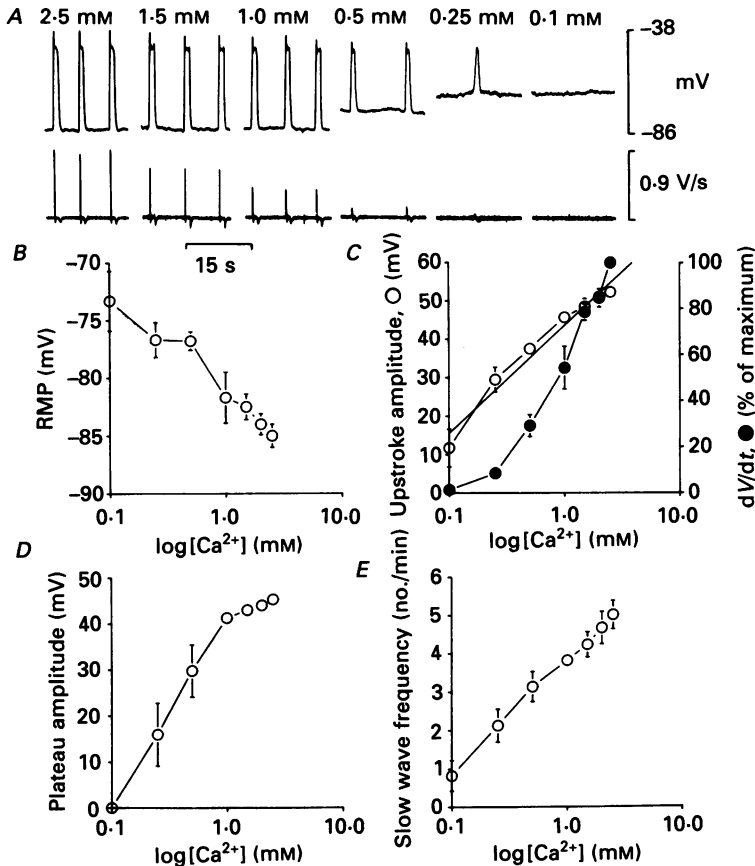 A
2·5 mM 1·5 mM 1·0 mM 0·5 mM 0·25 mM 0·1 mM
−38
mV
−86
0·9 V/s
15 s
B
−70
−75
−80
−85
−90
RMP (mV)
0·1 1·0 10·0
log[Ca²⁺] (mM)
C
60
50
40
30
20
10
0
Upstroke amplitude, ○ (mV)
100
80
60
40
20
0
dV/dt, ● (% of maximum)
0·1 1·0 10·0
log[Ca²⁺] (mM)
D
50
40
30
20
10
0
Plateau amplitude (mV)
0·1 1·0 10·0
log[Ca²⁺] (mM)
E
6
5
4
3
2
1
0
Slow wave frequency (no./min)
0·1 1·0 10·0
log[Ca²⁺] (mM)